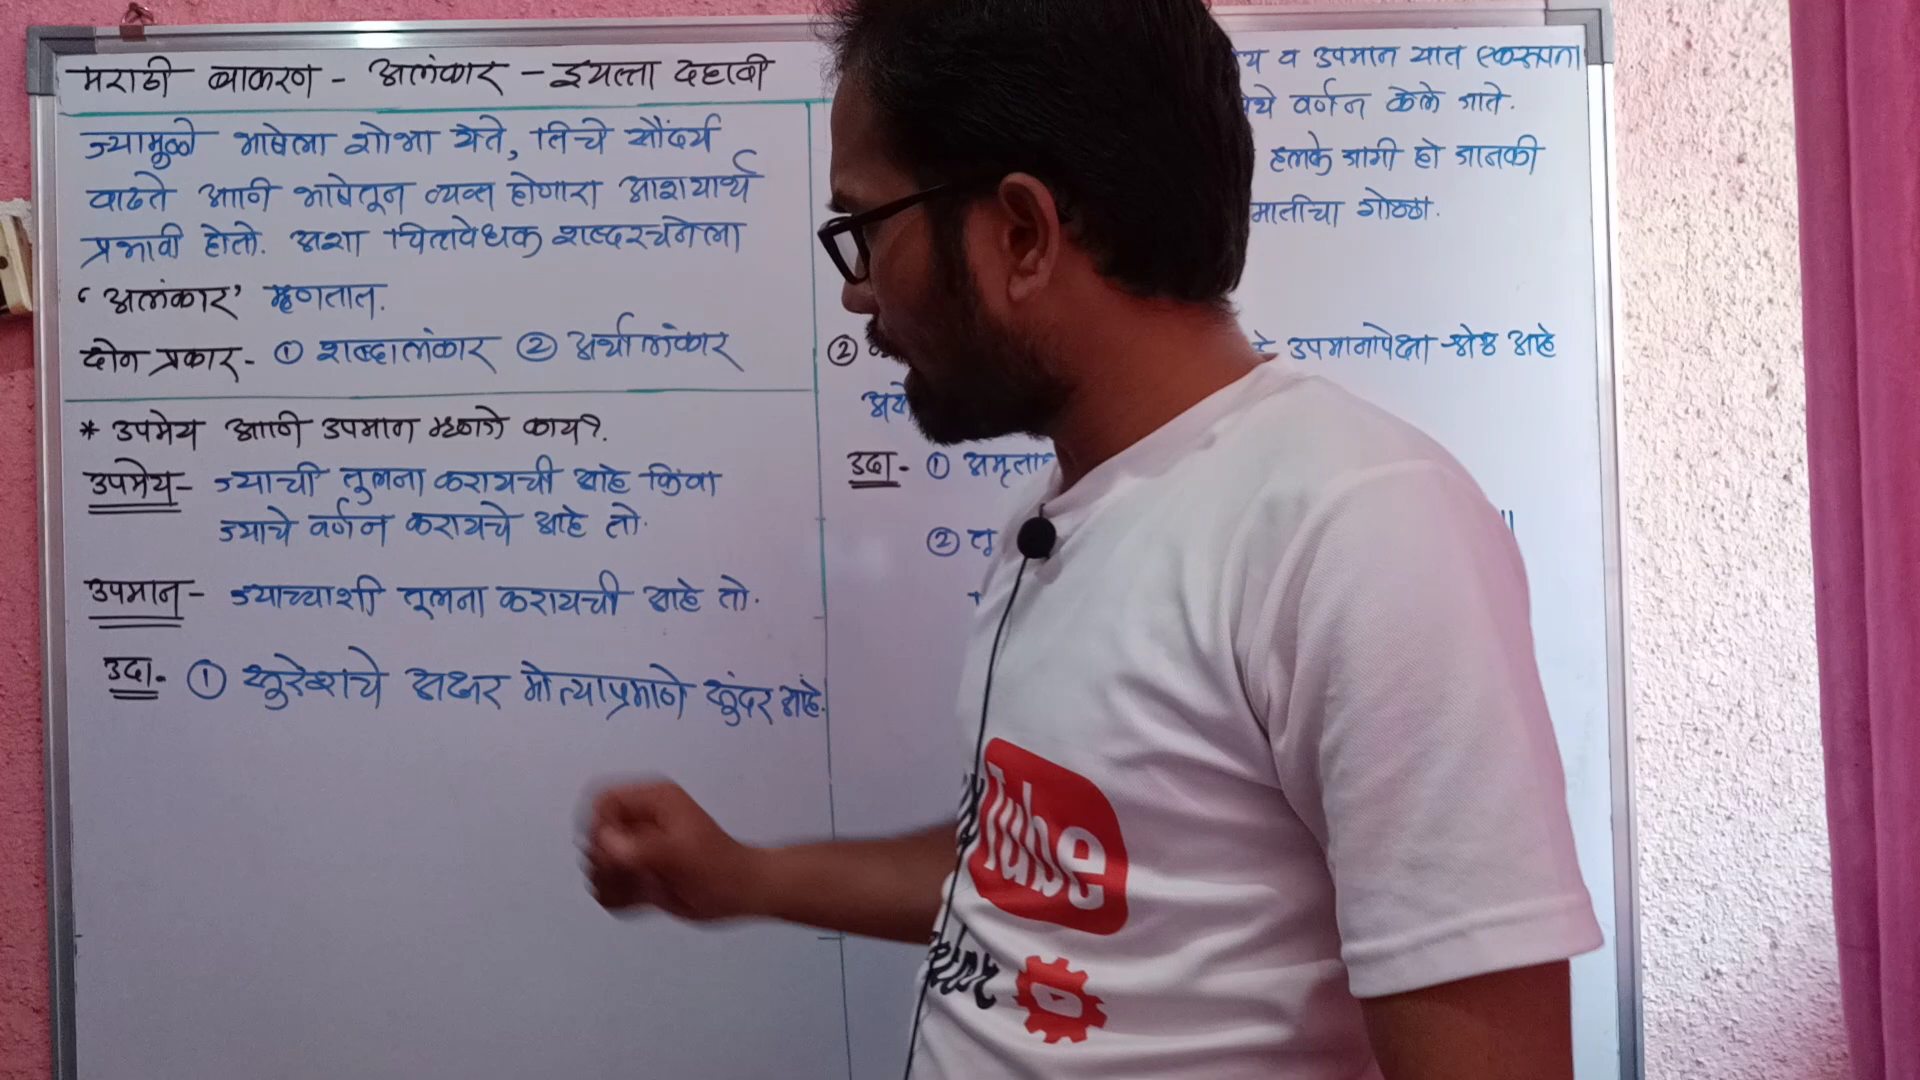 मराठी व्याकरण - अलंकार - इयत्ता दहावी
ज्यामुळे भाषेला शोभा येते, तिचे सौंदर्य
वाढते आणि भाषेतून व्यक्त होणारा आशयार्थ
प्रभावी होतो. अशा चित्तवेधक शब्दरचनेला
'अलंकार' म्हणतात.
दोन प्रकार- ① शब्दालंकार ② अर्थालंकार
* उपमेय आणि उपमान म्हणजे काय?.
उपमेय- ज्याची तुलना करायची आहे किंवा
ज्याचे वर्णन करायचे आहे तो.
उपमान- ज्याच्याशी तुलना करायची आहे तो.
उदा- ① सुरेशचे अक्षर मोत्याप्रमाणे सुंदर आहे.
य व उपमान यात एकरूपता
वर्णन केले जाते.
हलके जागी हो जानकी
गोळा.
②
उपमानापेक्षा श्रेष्ठ आहे
उदा- ①
② तू
Tube